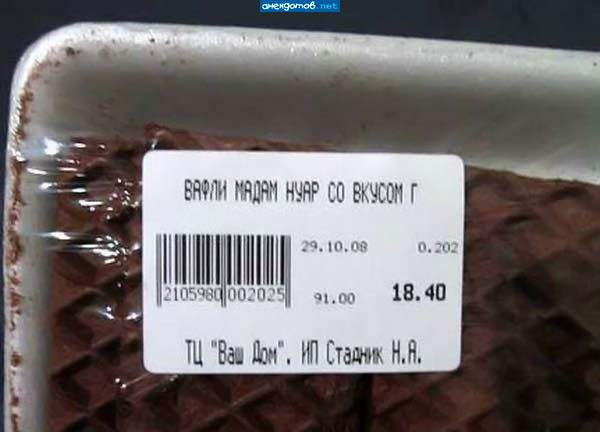 анекдотов.net
ВАФЛИ МАДАМ НУАР СО ВКУСОМ Г
29.10.08 0.202
2105980 002025 91.00 18.40
ТЦ "Ваш Дом". ИП Стадник Н.А.